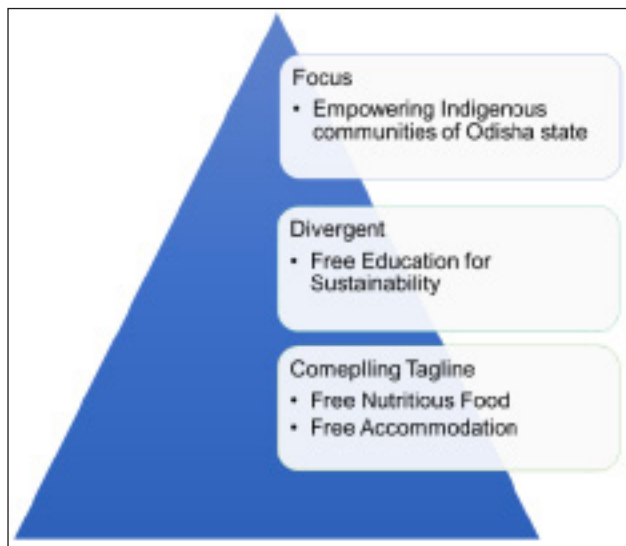 Focus
• Empowering Indigenous
communities of Odisha state
Divergent
• Free Education for
Sustainability
Comeplling Tagline
• Free Nutritious Food
• Free Accommodation